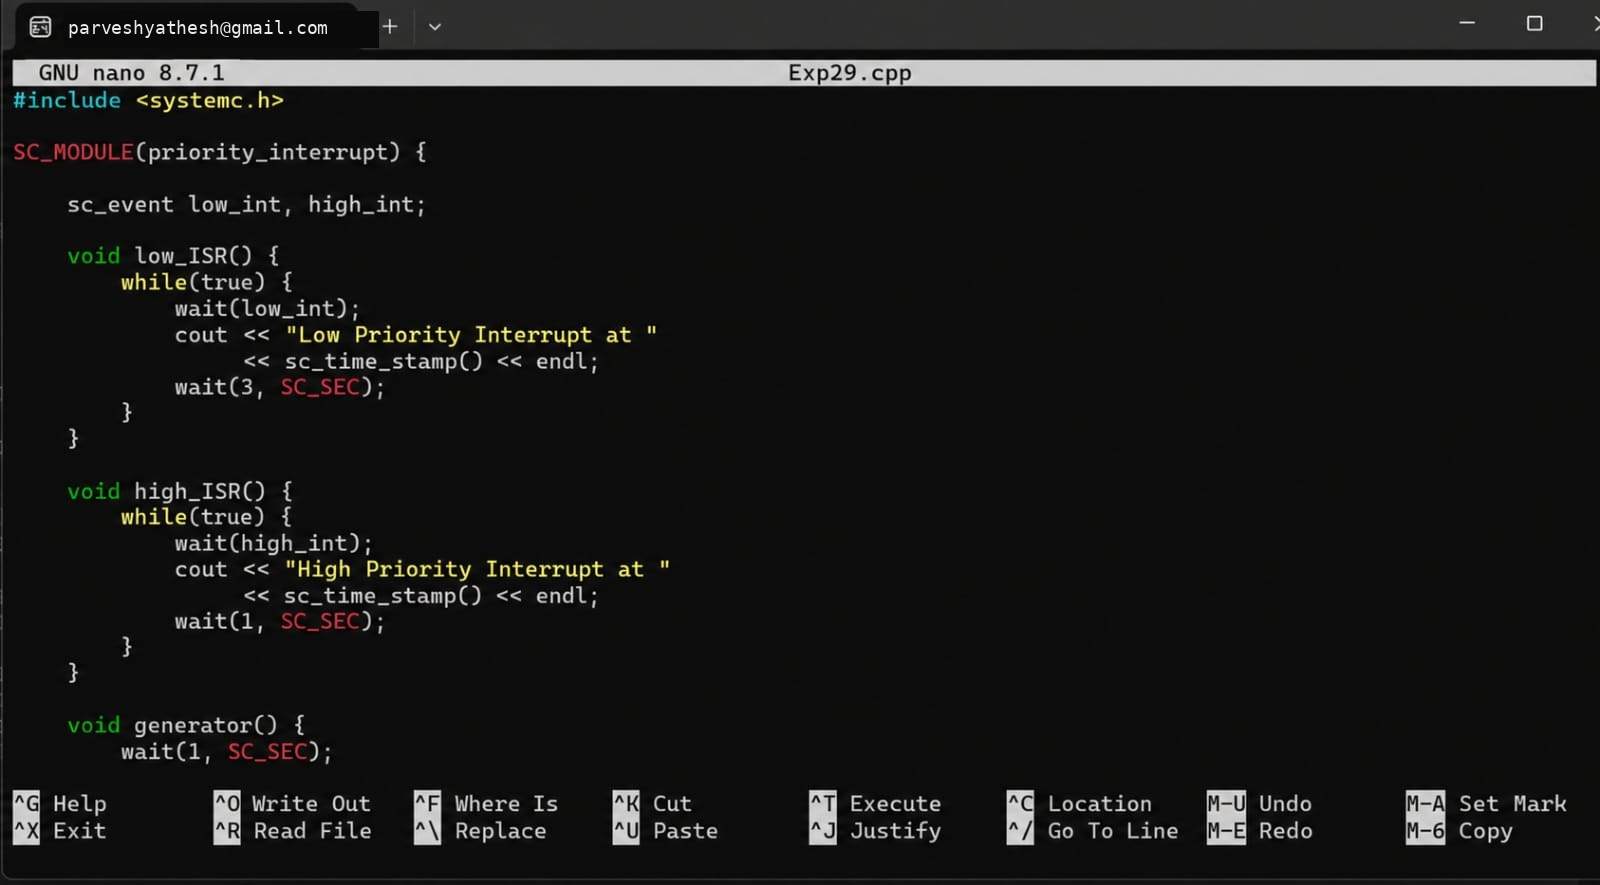 parveshyathesh@gmail.com
GNU nano 8.7.1 Exp29.cpp
#include <systemc.h>
SC_MODULE(priority_interrupt) {
    sc_event low_int, high_int;
    void low_ISR() {
        while(true) {
            wait(low_int);
            cout << "Low Priority Interrupt at "
                 << sc_time_stamp() << endl;
            wait(3, SC_SEC);
        }
    }
    void high_ISR() {
        while(true) {
            wait(high_int);
            cout << "High Priority Interrupt at "
                 << sc_time_stamp() << endl;
            wait(1, SC_SEC);
        }
    }
    void generator() {
        wait(1, SC_SEC);
^G Help ^O Write Out ^F Where Is ^K Cut ^T Execute ^C Location M-U Undo M-A Set Mark
^X Exit ^R Read File ^\ Replace ^U Paste ^J Justify ^/ Go To Line M-E Redo M-6 Copy